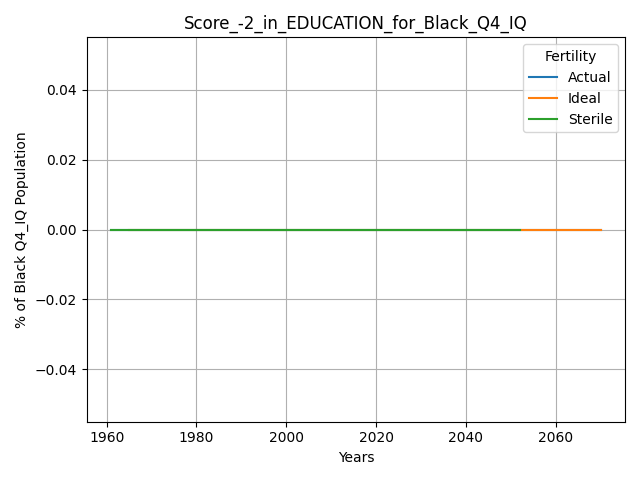 Score_-2_in_EDUCATION_for_Black_Q4_IQ
Fertility
Actual
Ideal
Sterile
% of Black Q4_IQ Population
0.04
0.02
0.00
−0.02
−0.04
1960 1980 2000 2020 2040 2060
Years